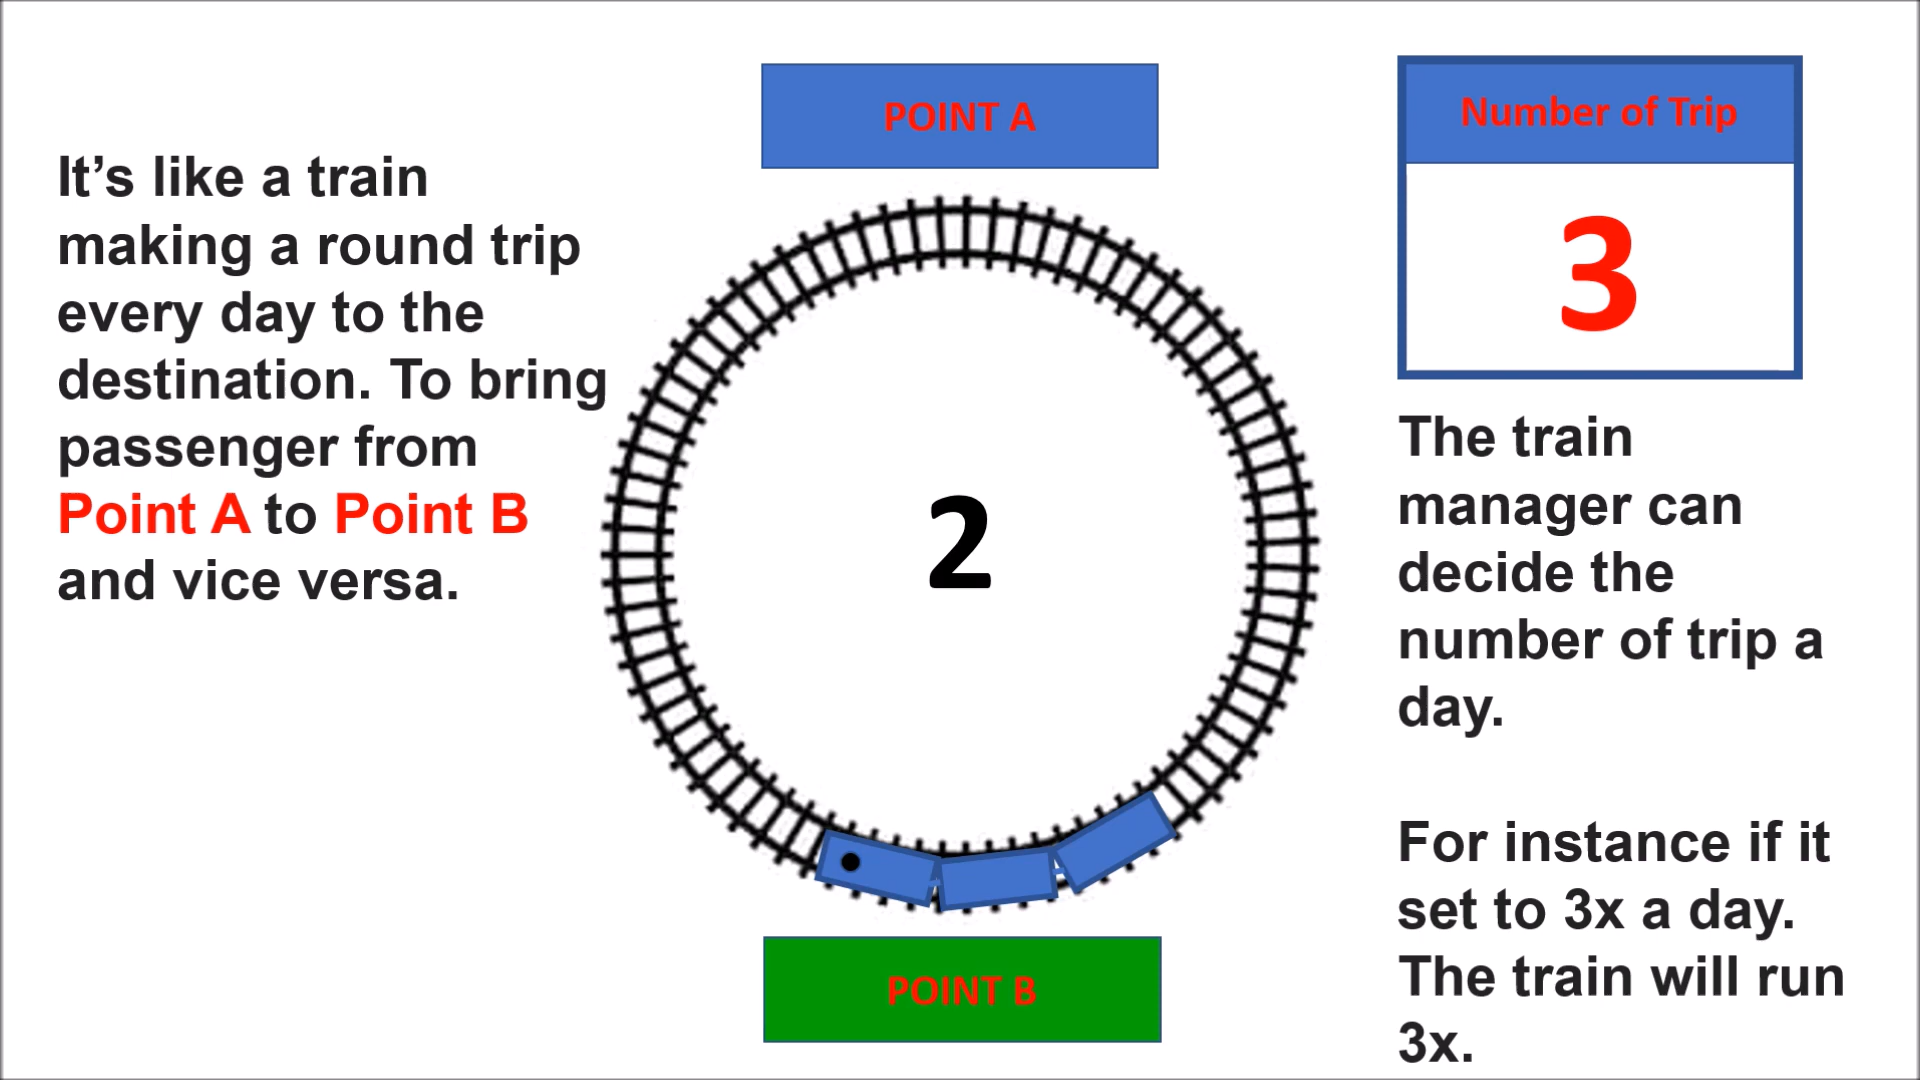 POINT A
Number of Trip
3
It’s like a train
making a round trip
every day to the
destination. To bring
passenger from
Point A to Point B
and vice versa.
2
The train
manager can
decide the
number of trip a
day.
For instance if it
set to 3x a day.
The train will run
3x.
POINT B